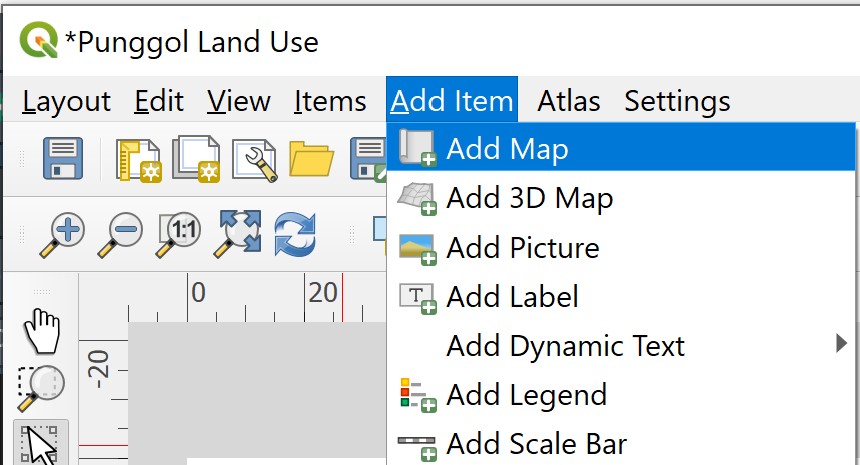 *Punggol Land Use
Layout Edit View Items Add Item Atlas Settings
Add Map
Add 3D Map
1:1
Add Picture
0 20
T Add Label
-20
Add Dynamic Text
Add Legend
Add Scale Bar